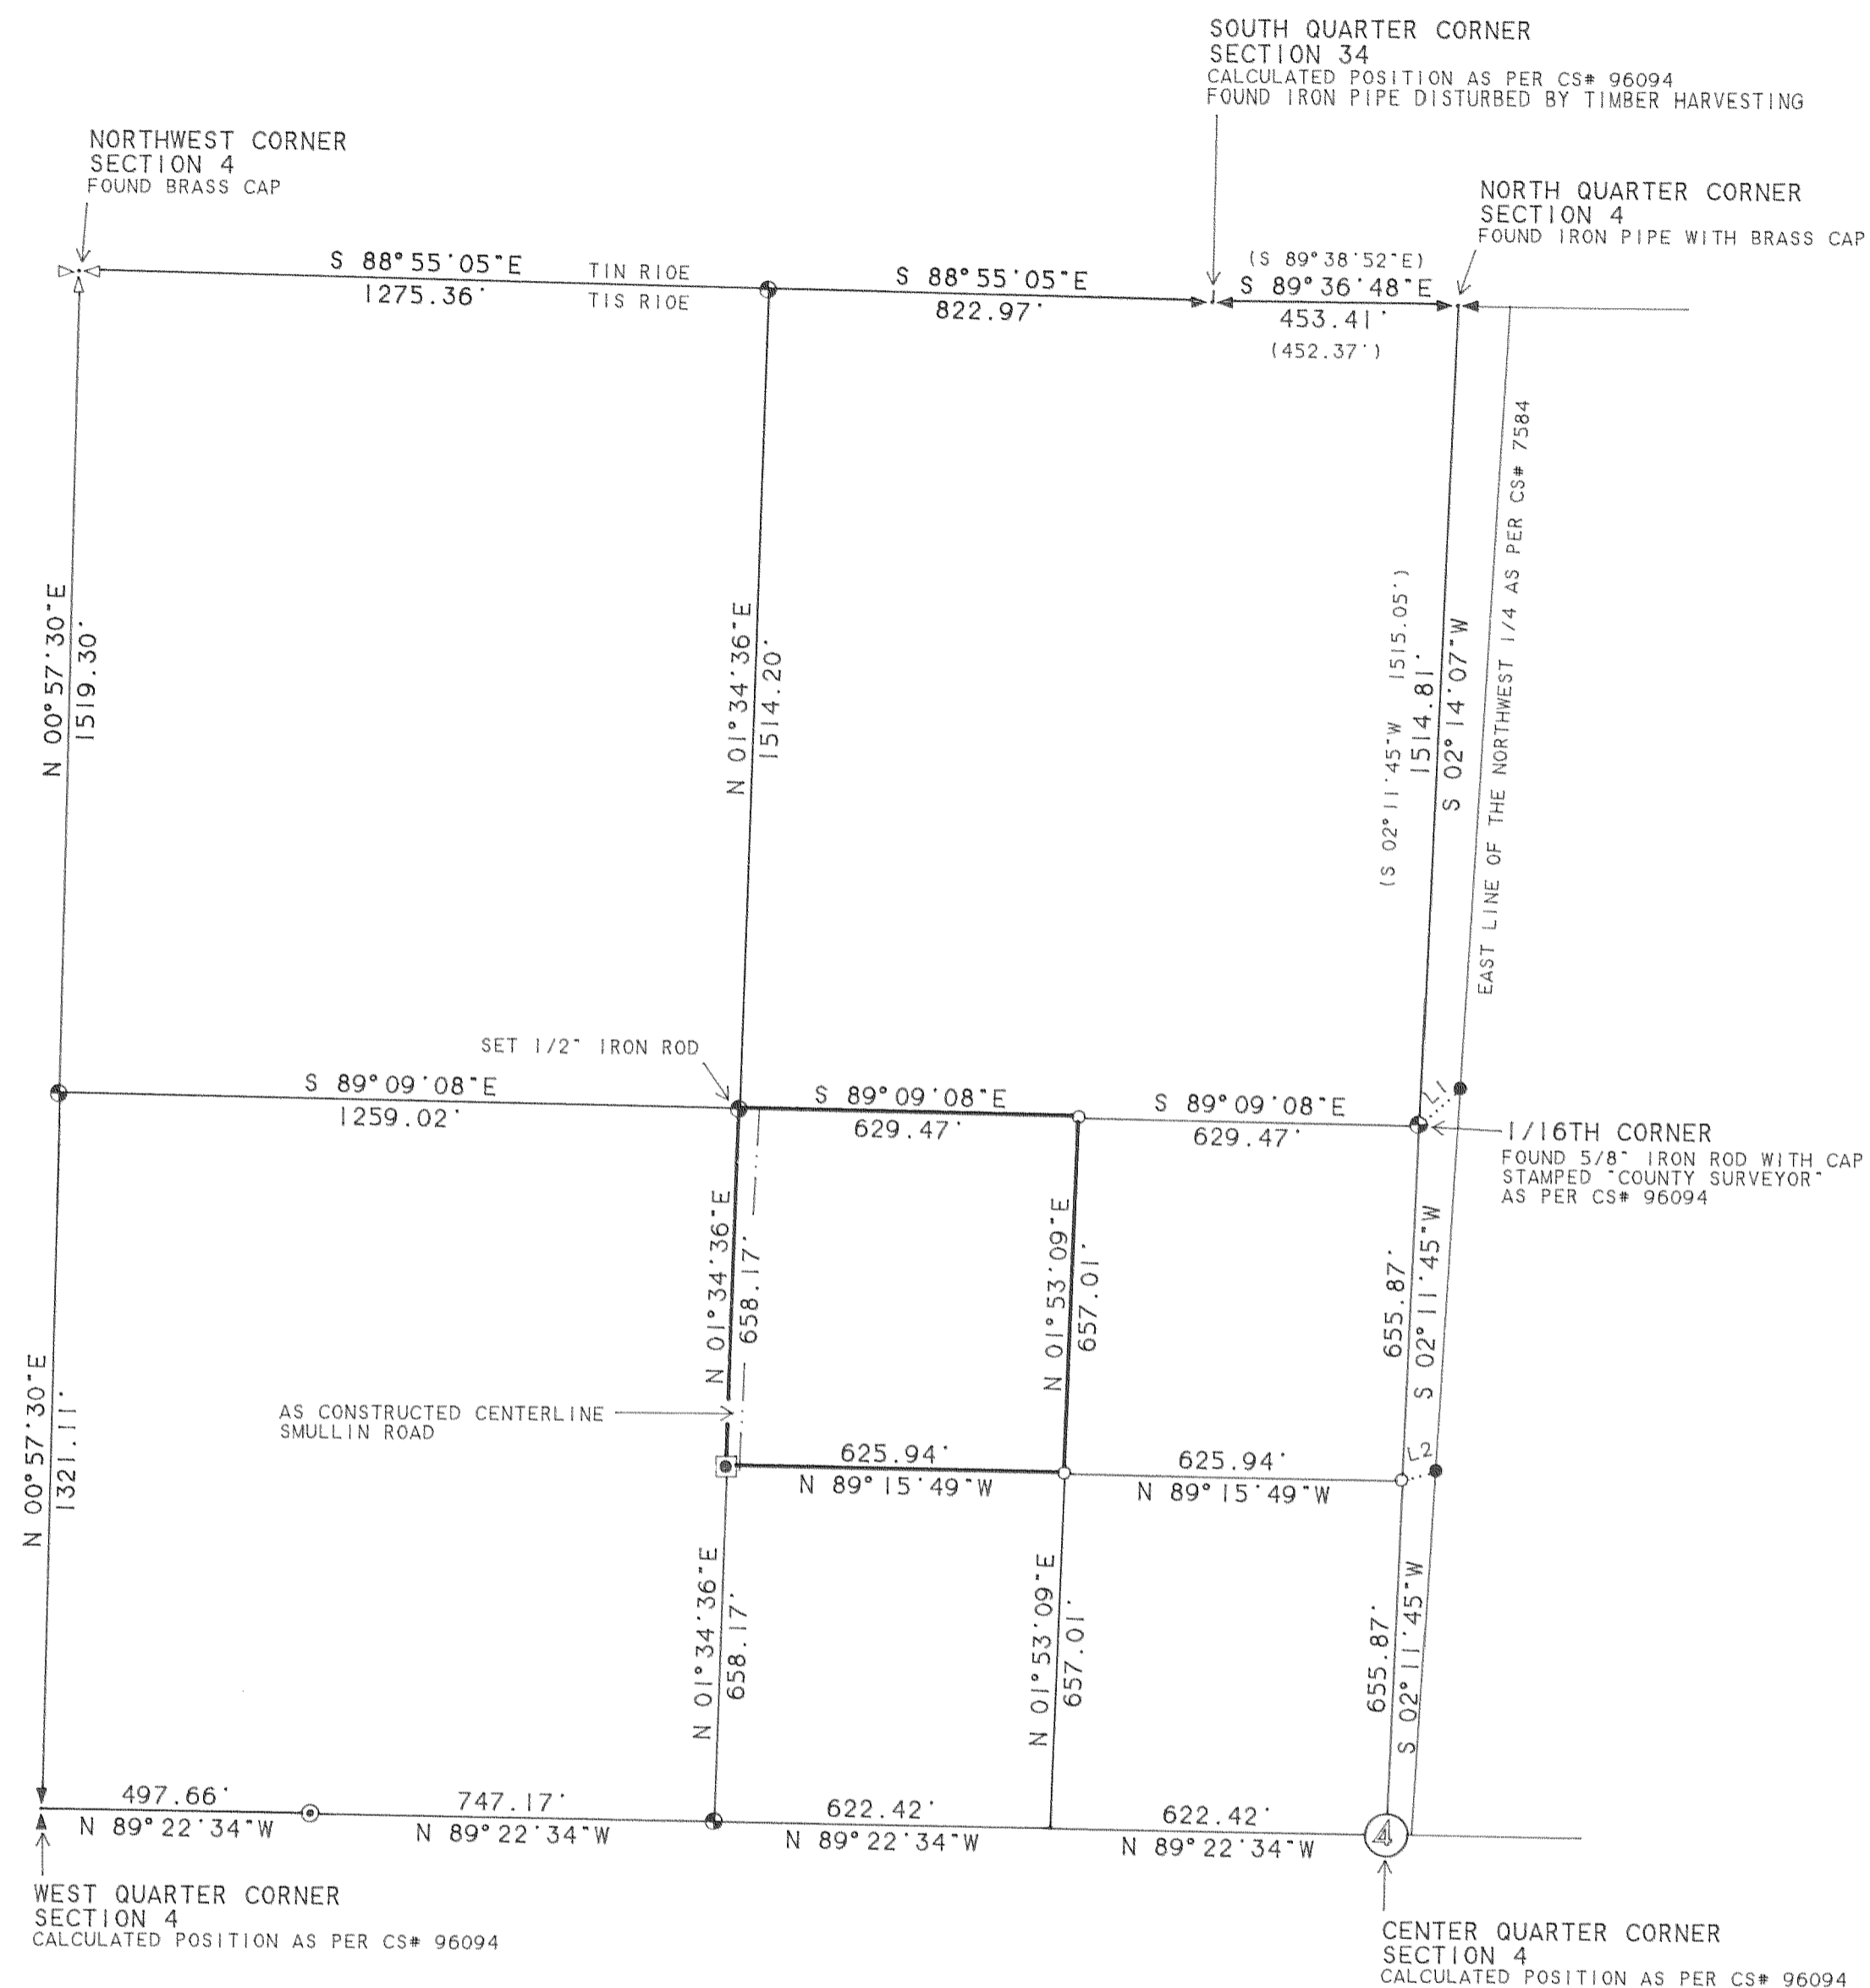 SOUTH QUARTER CORNER
SECTION 34
CALCULATED POSITION AS PER CS# 96094
FOUND IRON PIPE DISTURBED BY TIMBER HARVESTING
NORTHWEST CORNER
SECTION 4
FOUND BRASS CAP
NORTH QUARTER CORNER
SECTION 4
FOUND IRON PIPE WITH BRASS CAP
S 88°55'05"E
1275.36'
T1N R10E
T1S R10E
S 88°55'05"E
822.97'
(S 89°38'52"E)
S 89°36'48"E
453.41'
(452.37')
N 00°57'30"E
1519.30'
N 01°34'36"E
1514.20'
(S 02°11'45"W 1515.05')
1514.81'
S 02°14'07"W
EAST LINE OF THE NORTHWEST 1/4 AS PER CS# 7584
SET 1/2" IRON ROD
S 89°09'08"E
1259.02'
S 89°09'08"E
629.47'
S 89°09'08"E
629.47'
L1
1/16TH CORNER
FOUND 5/8" IRON ROD WITH CAP
STAMPED "COUNTY SURVEYOR"
AS PER CS# 96094
N 01°34'36"E
658.17'
N 01°53'09"E
657.01'
655.87'
S 02°11'45"W
N 00°57'30"E
1321.11'
AS CONSTRUCTED CENTERLINE
SMULLIN ROAD
625.94'
N 89°15'49"W
625.94'
N 89°15'49"W
L2
N 01°34'36"E
658.17'
N 01°53'09"E
657.01'
655.87'
S 02°11'45"W
497.66'
N 89°22'34"W
747.17'
N 89°22'34"W
622.42'
N 89°22'34"W
622.42'
N 89°22'34"W
4
WEST QUARTER CORNER
SECTION 4
CALCULATED POSITION AS PER CS# 96094
CENTER QUARTER CORNER
SECTION 4
CALCULATED POSITION AS PER CS# 96094